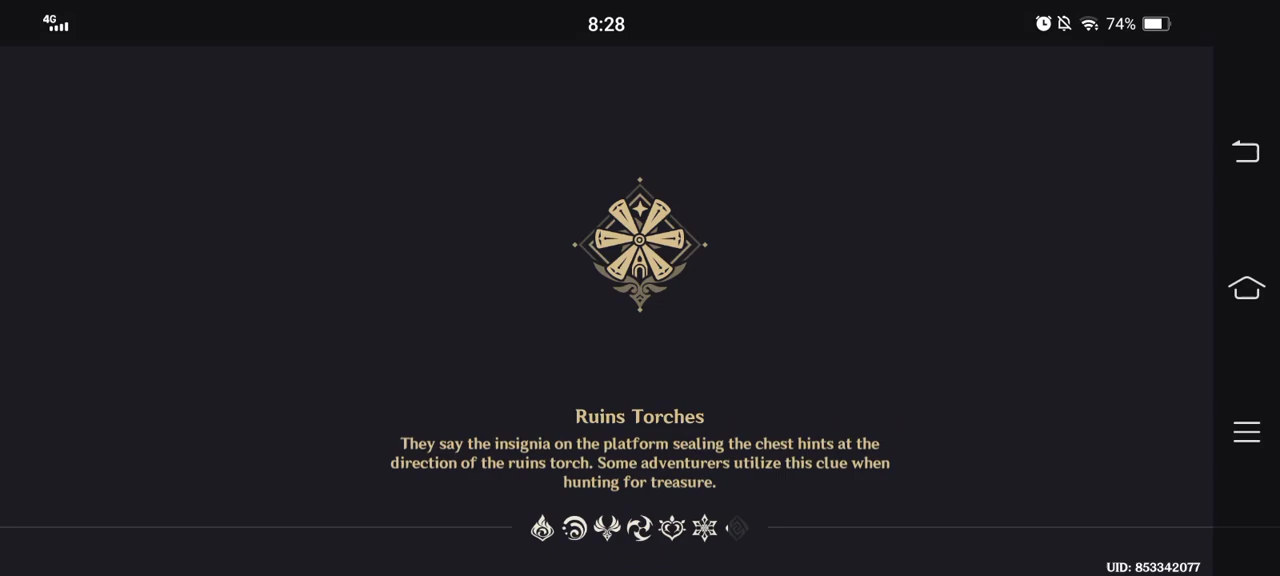 4G
8:28
74%
Ruins Torches
They say the insignia on the platform sealing the chest hints at the
direction of the ruins torch. Some adventurers utilize this clue when
hunting for treasure.
UID: 853342077